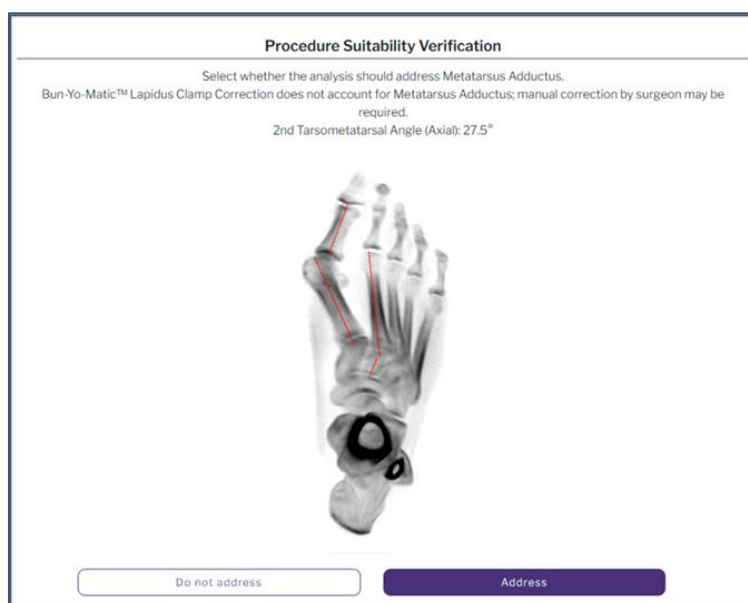 Procedure Suitability Verification
Select whether the analysis should address Metatarsus Adductus.
Bun-Yo-Matic™ Lapidus Clamp Correction does not account for Metatarsus Adductus; manual correction by surgeon may be
required.
2nd Tarsometatarsal Angle (Axial): 27.5°
Do not address
Address